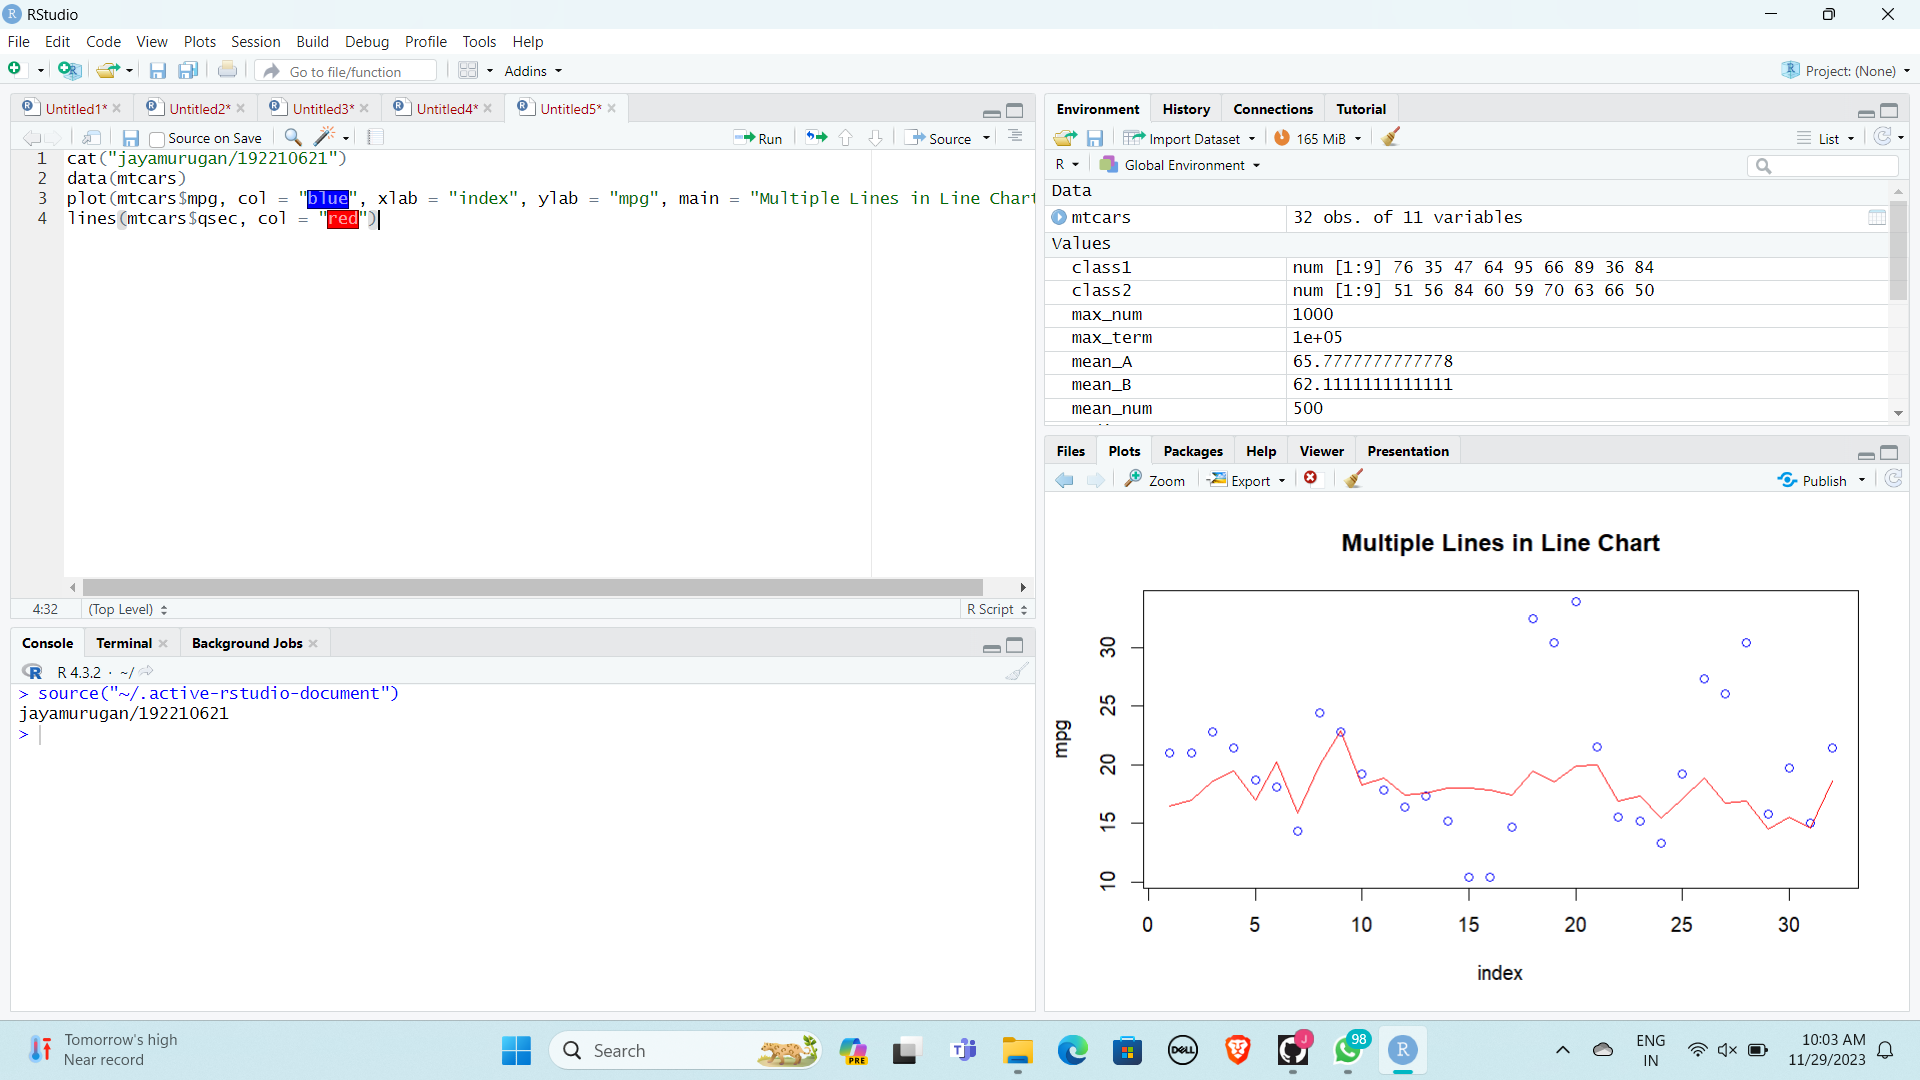 RStudio
File Edit Code View Plots Session Build Debug Profile Tools Help
Go to file/function Addins Project: (None)
Untitled1* Untitled2* Untitled3* Untitled4* Untitled5*
Source on Save Run Source
1 cat("jayamurugan/192210621")
2 data(mtcars)
3 plot(mtcars$mpg, col = "blue", xlab = "index", ylab = "mpg", main = "Multiple Lines in Line Chart
4 lines(mtcars$qsec, col = "red")
4:32 (Top Level) R Script
Console Terminal Background Jobs
R 4.3.2 · ~/
> source("~/.active-rstudio-document")
jayamurugan/192210621
>
Environment History Connections Tutorial
Import Dataset 165 MiB List
R Global Environment
Data
mtcars 32 obs. of 11 variables
Values
class1 num [1:9] 76 35 47 64 95 66 89 36 84
class2 num [1:9] 51 56 84 60 59 70 63 66 50
max_num 1000
max_term 1e+05
mean_A 65.7777777777778
mean_B 62.1111111111111
mean_num 500
Files Plots Packages Help Viewer Presentation
Zoom Export Publish
Multiple Lines in Line Chart
mpg
30
25
20
15
10
0 5 10 15 20 25 30
index
Tomorrow's high
Near record
Search
PRE
DELL
J
98
R
ENG
IN
10:03 AM
11/29/2023